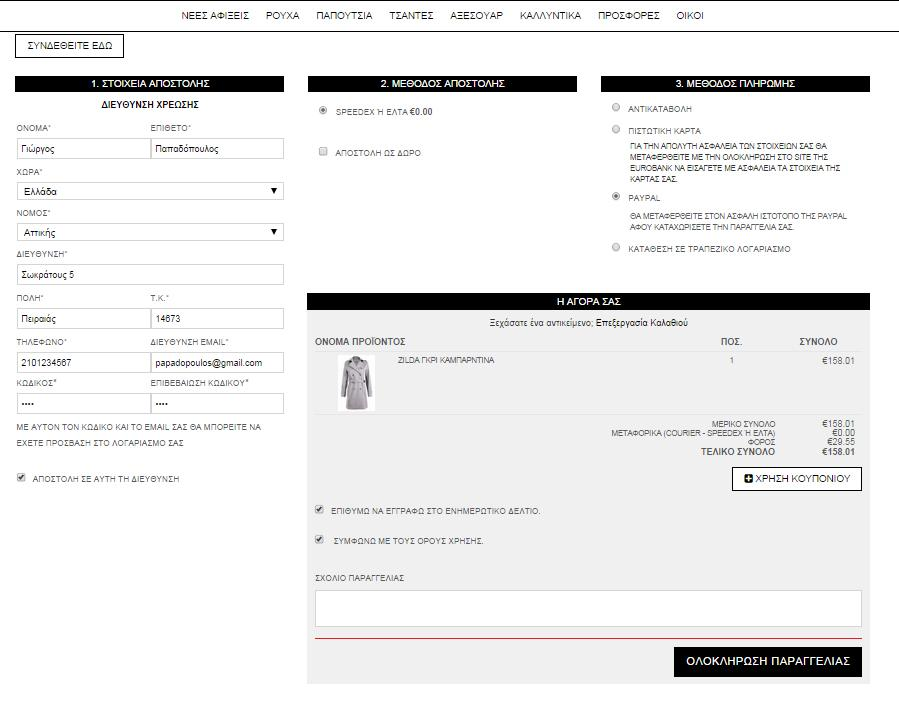 ΝΕΕΣ ΑΦΙΞΕΙΣ ΡΟΥΧΑ ΠΑΠΟΥΤΣΙΑ ΤΣΑΝΤΕΣ ΑΞΕΣΟΥΑΡ ΚΑΛΛΥΝΤΙΚΑ ΠΡΟΣΦΟΡΕΣ ΟΙΚΟΙ
ΣΥΝΔΕΘΕΙΤΕ ΕΔΩ
1. ΣΤΟΙΧΕΙΑ ΑΠΟΣΤΟΛΗΣ
ΔΙΕΥΘΥΝΣΗ ΧΡΕΩΣΗΣ
ΟΝΟΜΑ* ΕΠΙΘΕΤΟ*
Γιώργος Παπαδόπουλος
ΧΩΡΑ*
Ελλάδα
ΝΟΜΟΣ*
Αττικής
ΔΙΕΥΘΥΝΣΗ*
Σωκράτους 5
ΠΟΛΗ* Τ.Κ.*
Πειραιάς 14673
ΤΗΛΕΦΩΝΟ* ΔΙΕΥΘΥΝΣΗ EMAIL*
2101234567 papadopoulos@gmail.com
ΚΩΔΙΚΟΣ* ΕΠΙΒΕΒΑΙΩΣΗ ΚΩΔΙΚΟΥ*
•••• ••••
ΜΕ ΑΥΤΟΝ ΤΟΝ ΚΩΔΙΚΟ ΚΑΙ ΤΟ EMAIL ΣΑΣ ΘΑ ΜΠΟΡΕΙΤΕ ΝΑ
ΕΧΕΤΕ ΠΡΟΣΒΑΣΗ ΣΤΟ ΛΟΓΑΡΙΑΣΜΟ ΣΑΣ
ΑΠΟΣΤΟΛΗ ΣΕ ΑΥΤΗ ΤΗ ΔΙΕΥΘΥΝΣΗ
2. ΜΕΘΟΔΟΣ ΑΠΟΣΤΟΛΗΣ
SPEEDEX Ή ΕΛΤΑ €0.00
ΑΠΟΣΤΟΛΗ ΩΣ ΔΩΡΟ
3. ΜΕΘΟΔΟΣ ΠΛΗΡΩΜΗΣ
ΑΝΤΙΚΑΤΑΒΟΛΗ
ΠΙΣΤΩΤΙΚΗ ΚΑΡΤΑ
ΓΙΑ ΤΗΝ ΑΠΟΛΥΤΗ ΑΣΦΑΛΕΙΑ ΤΩΝ ΣΤΟΙΧΕΙΩΝ ΣΑΣ ΘΑ
ΜΕΤΑΦΕΡΘΕΙΤΕ ΜΕ ΤΗΝ ΟΛΟΚΛΗΡΩΣΗ ΣΤΟ SITE ΤΗΣ
EUROBANK ΝΑ ΕΙΣΑΓΕΤΕ ΜΕ ΑΣΦΑΛΕΙΑ ΤΑ ΣΤΟΙΧΕΙΑ ΤΗΣ
ΚΑΡΤΑΣ ΣΑΣ.
PAYPAL
ΘΑ ΜΕΤΑΦΕΡΘΕΙΤΕ ΣΤΟΝ ΑΣΦΑΛΗ ΙΣΤΟΤΟΠΟ ΤΗΣ PAYPAL
ΑΦΟΥ ΚΑΤΑΧΩΡΙΣΕΤΕ ΤΗΝ ΠΑΡΑΓΓΕΛΙΑ ΣΑΣ.
ΚΑΤΑΘΕΣΗ ΣΕ ΤΡΑΠΕΖΙΚΟ ΛΟΓΑΡΙΑΣΜΟ
Η ΑΓΟΡΑ ΣΑΣ
Ξεχάσατε ένα αντικείμενο; Επεξεργασία Καλαθιού
ΟΝΟΜΑ ΠΡΟΪΟΝΤΟΣ ΠΟΣ. ΣΥΝΟΛΟ
ZILDA ΓΚΡΙ ΚΑΜΠΑΡΝΤΙΝΑ 1 €158.01
ΜΕΡΙΚΟ ΣΥΝΟΛΟ €158.01
ΜΕΤΑΦΟΡΙΚΑ (COURIER - SPEEDEX Ή ΕΛΤΑ) €0.00
ΦΟΡΟΣ €29.55
ΤΕΛΙΚΟ ΣΥΝΟΛΟ €158.01
ΧΡΗΣΗ ΚΟΥΠΟΝΙΟΥ
ΕΠΙΘΥΜΩ ΝΑ ΕΓΓΡΑΦΩ ΣΤΟ ΕΝΗΜΕΡΩΤΙΚΟ ΔΕΛΤΙΟ.
ΣΥΜΦΩΝΩ ΜΕ ΤΟΥΣ ΟΡΟΥΣ ΧΡΗΣΗΣ.
ΣΧΟΛΙΟ ΠΑΡΑΓΓΕΛΙΑΣ
ΟΛΟΚΛΗΡΩΣΗ ΠΑΡΑΓΓΕΛΙΑΣ